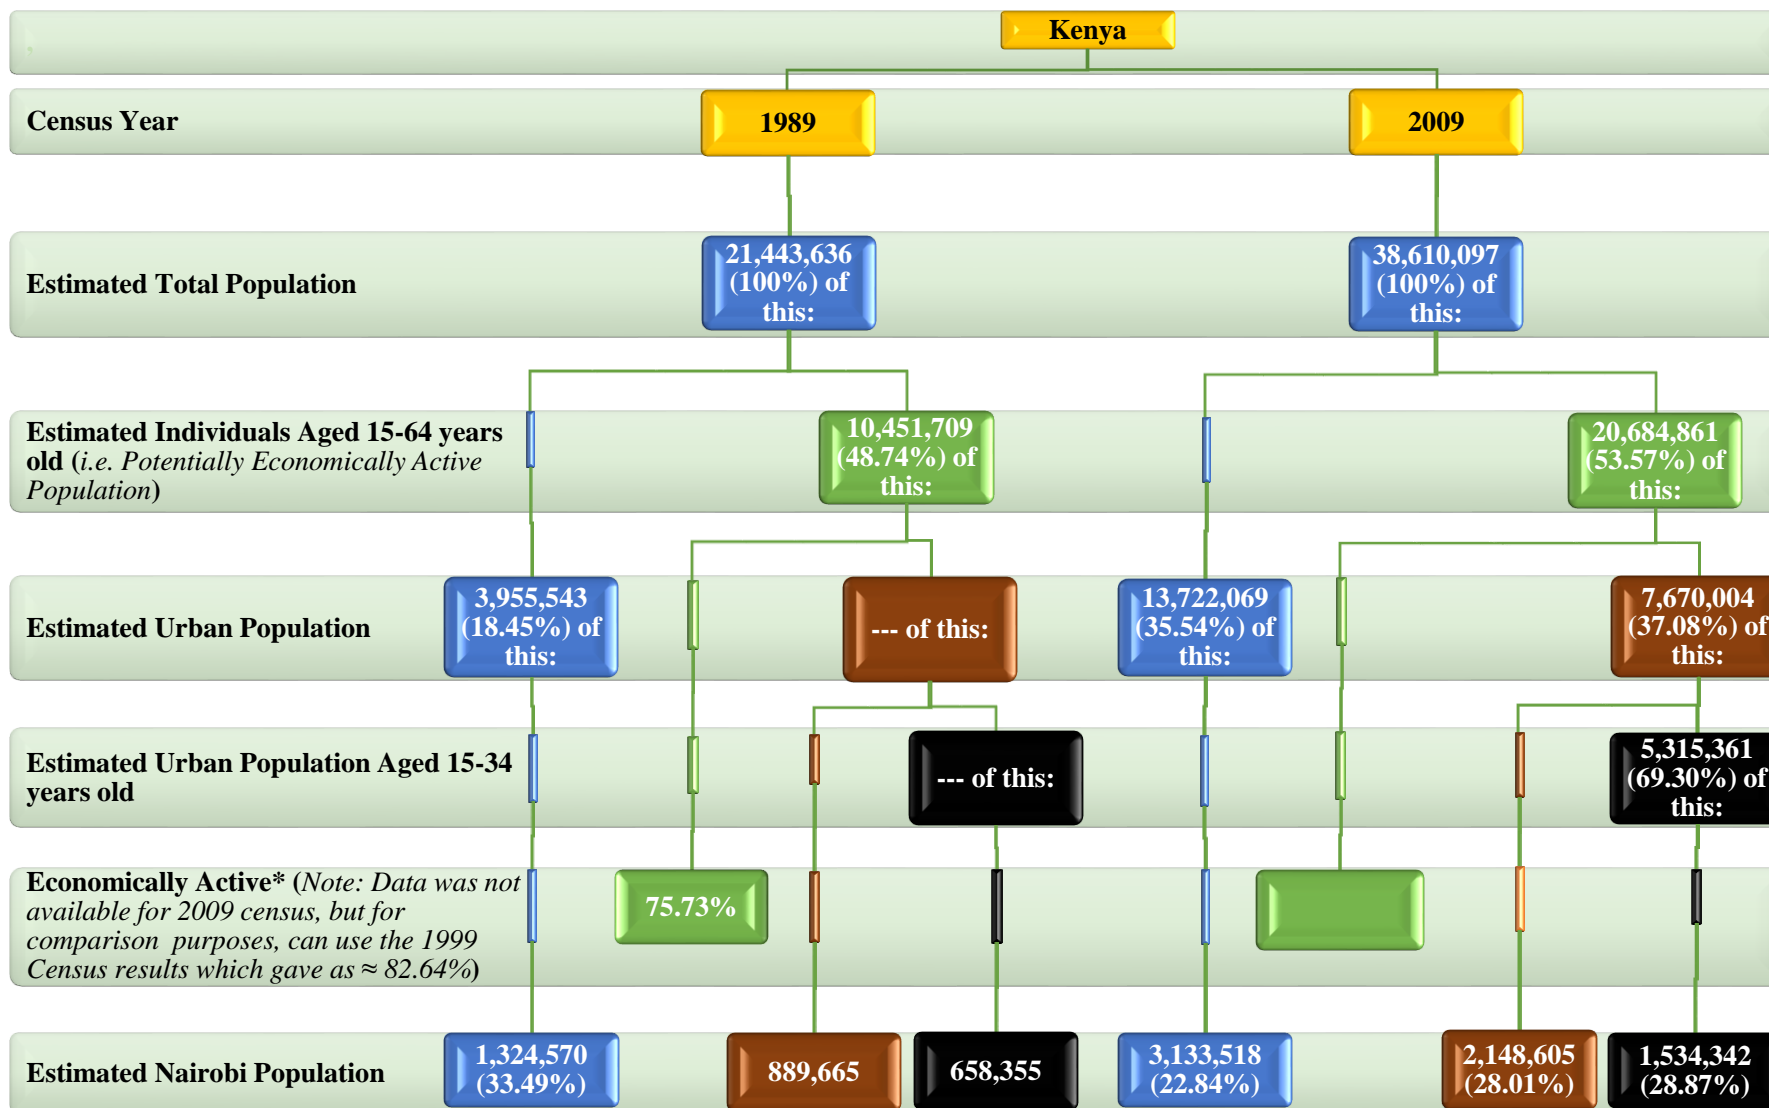 Kenya
Census Year
1989
2009
Estimated Total Population
21,443,636
(100%) of
this:
38,610,097
(100%) of
this:
Estimated Individuals Aged 15-64 years
old (i.e. Potentially Economically Active
Population)
10,451,709
(48.74%) of
this:
20,684,861
(53.57%) of
this:
Estimated Urban Population
3,955,543
(18.45%) of
this:
--- of this:
13,722,069
(35.54%) of
this:
7,670,004
(37.08%) of
this:
Estimated Urban Population Aged 15-34
years old
--- of this:
5,315,361
(69.30%) of
this:
Economically Active* (Note: Data was not
available for 2009 census, but for
comparison purposes, can use the 1999
Census results which gave as ≈ 82.64%)
75.73%
Estimated Nairobi Population
1,324,570
(33.49%)
889,665
658,355
3,133,518
(22.84%)
2,148,605
(28.01%)
1,534,342
(28.87%)